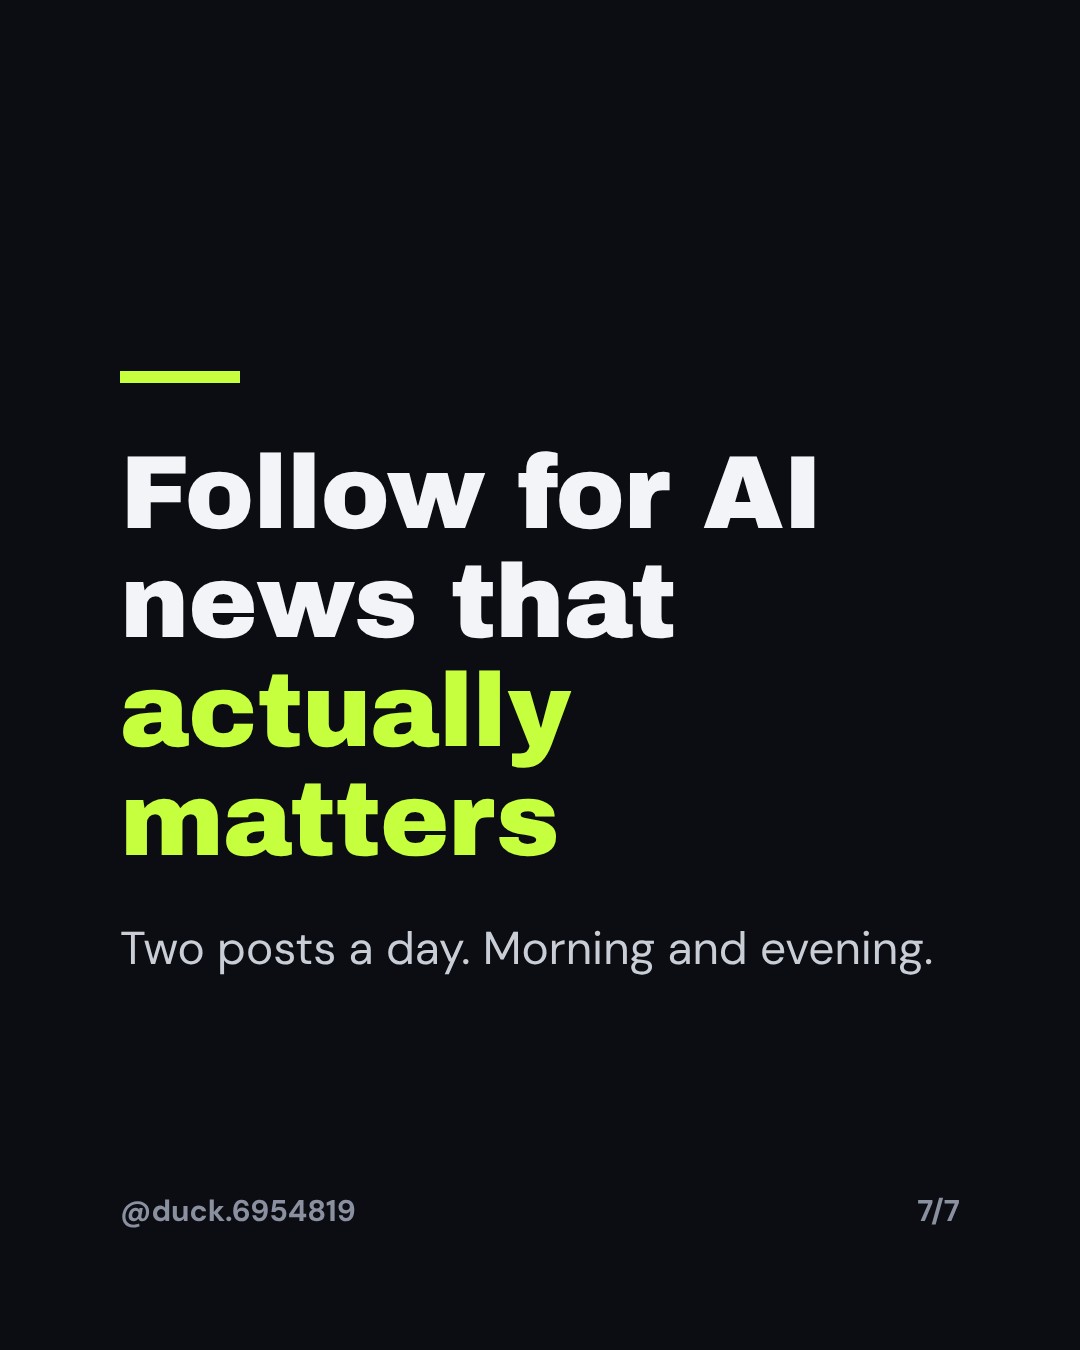 Follow for AI
news that
actually
matters
Two posts a day. Morning and evening.
@duck.6954819
7/7